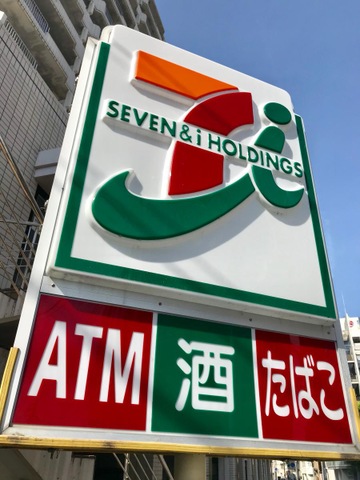 SEVEN & i HOLDINGS
ATM 酒 たばこ